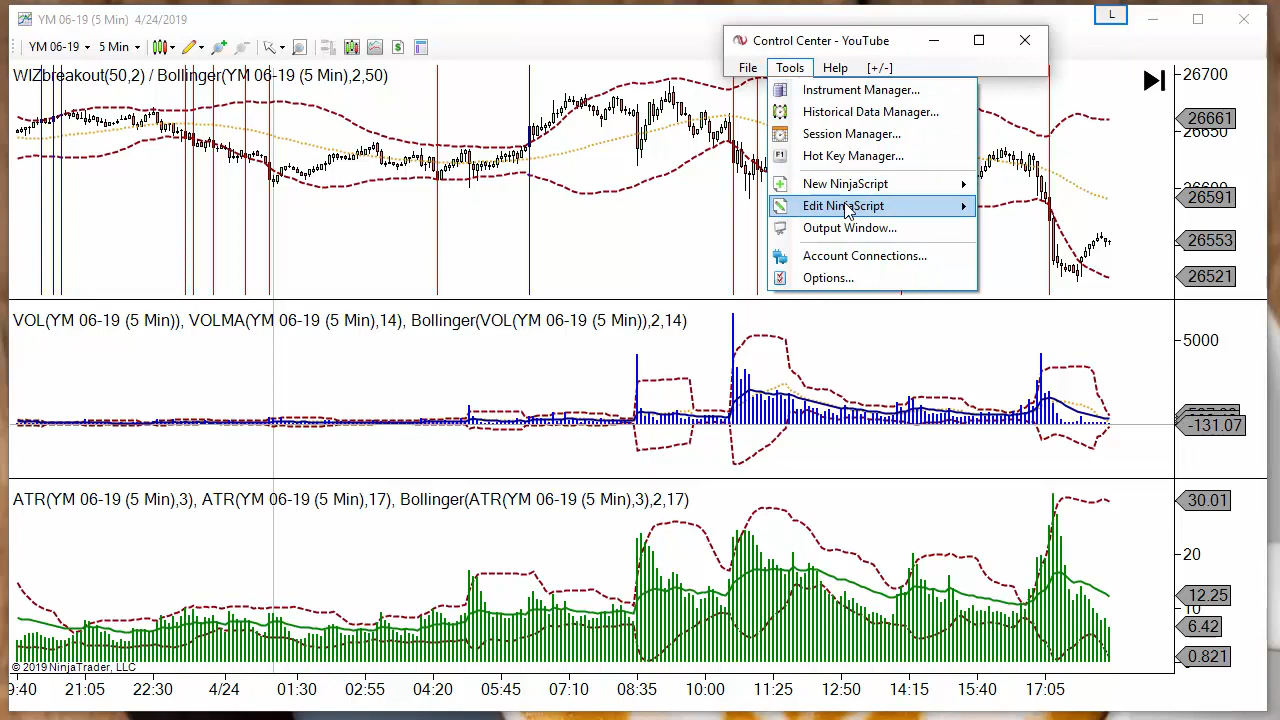 YM 06-19 (5 Min) 4/24/2019
L
YM 06-19 5 Min
Control Center - YouTube
File Tools Help [+/-]
WIZbreakout(50,2) / Bollinger(YM 06-19 (5 Min),2,50)
Instrument Manager...
Historical Data Manager...
Session Manager...
Hot Key Manager...
New NinjaScript
Edit NinjaScript
Output Window...
Account Connections...
Options...
26700
26661
26591
26553
26521
VOL(YM 06-19 (5 Min)), VOLMA(YM 06-19 (5 Min),14), Bollinger(VOL(YM 06-19 (5 Min)),2,14)
5000
-131.07
ATR(YM 06-19 (5 Min),3), ATR(YM 06-19 (5 Min),17), Bollinger(ATR(YM 06-19 (5 Min),3),2,17)
30.01
20
12.25
10
6.42
0.821
© 2019 NinjaTrader, LLC
9:40 21:05 22:30 4/24 01:30 02:55 04:20 05:45 07:10 08:35 10:00 11:25 12:50 14:15 15:40 17:05